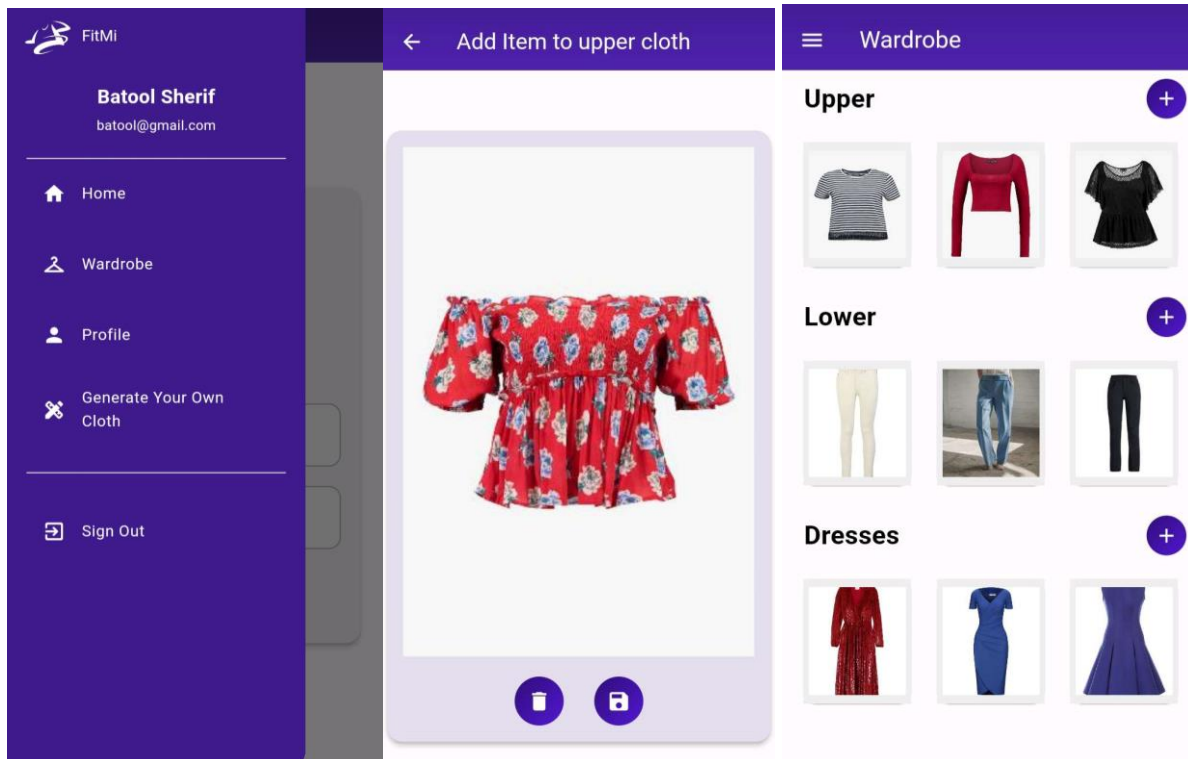 FitMi
Batool Sherif
batool@gmail.com
Home
Wardrobe
Profile
Generate Your Own
Cloth
Sign Out
Add Item to upper cloth
Wardrobe
Upper
Lower
Dresses